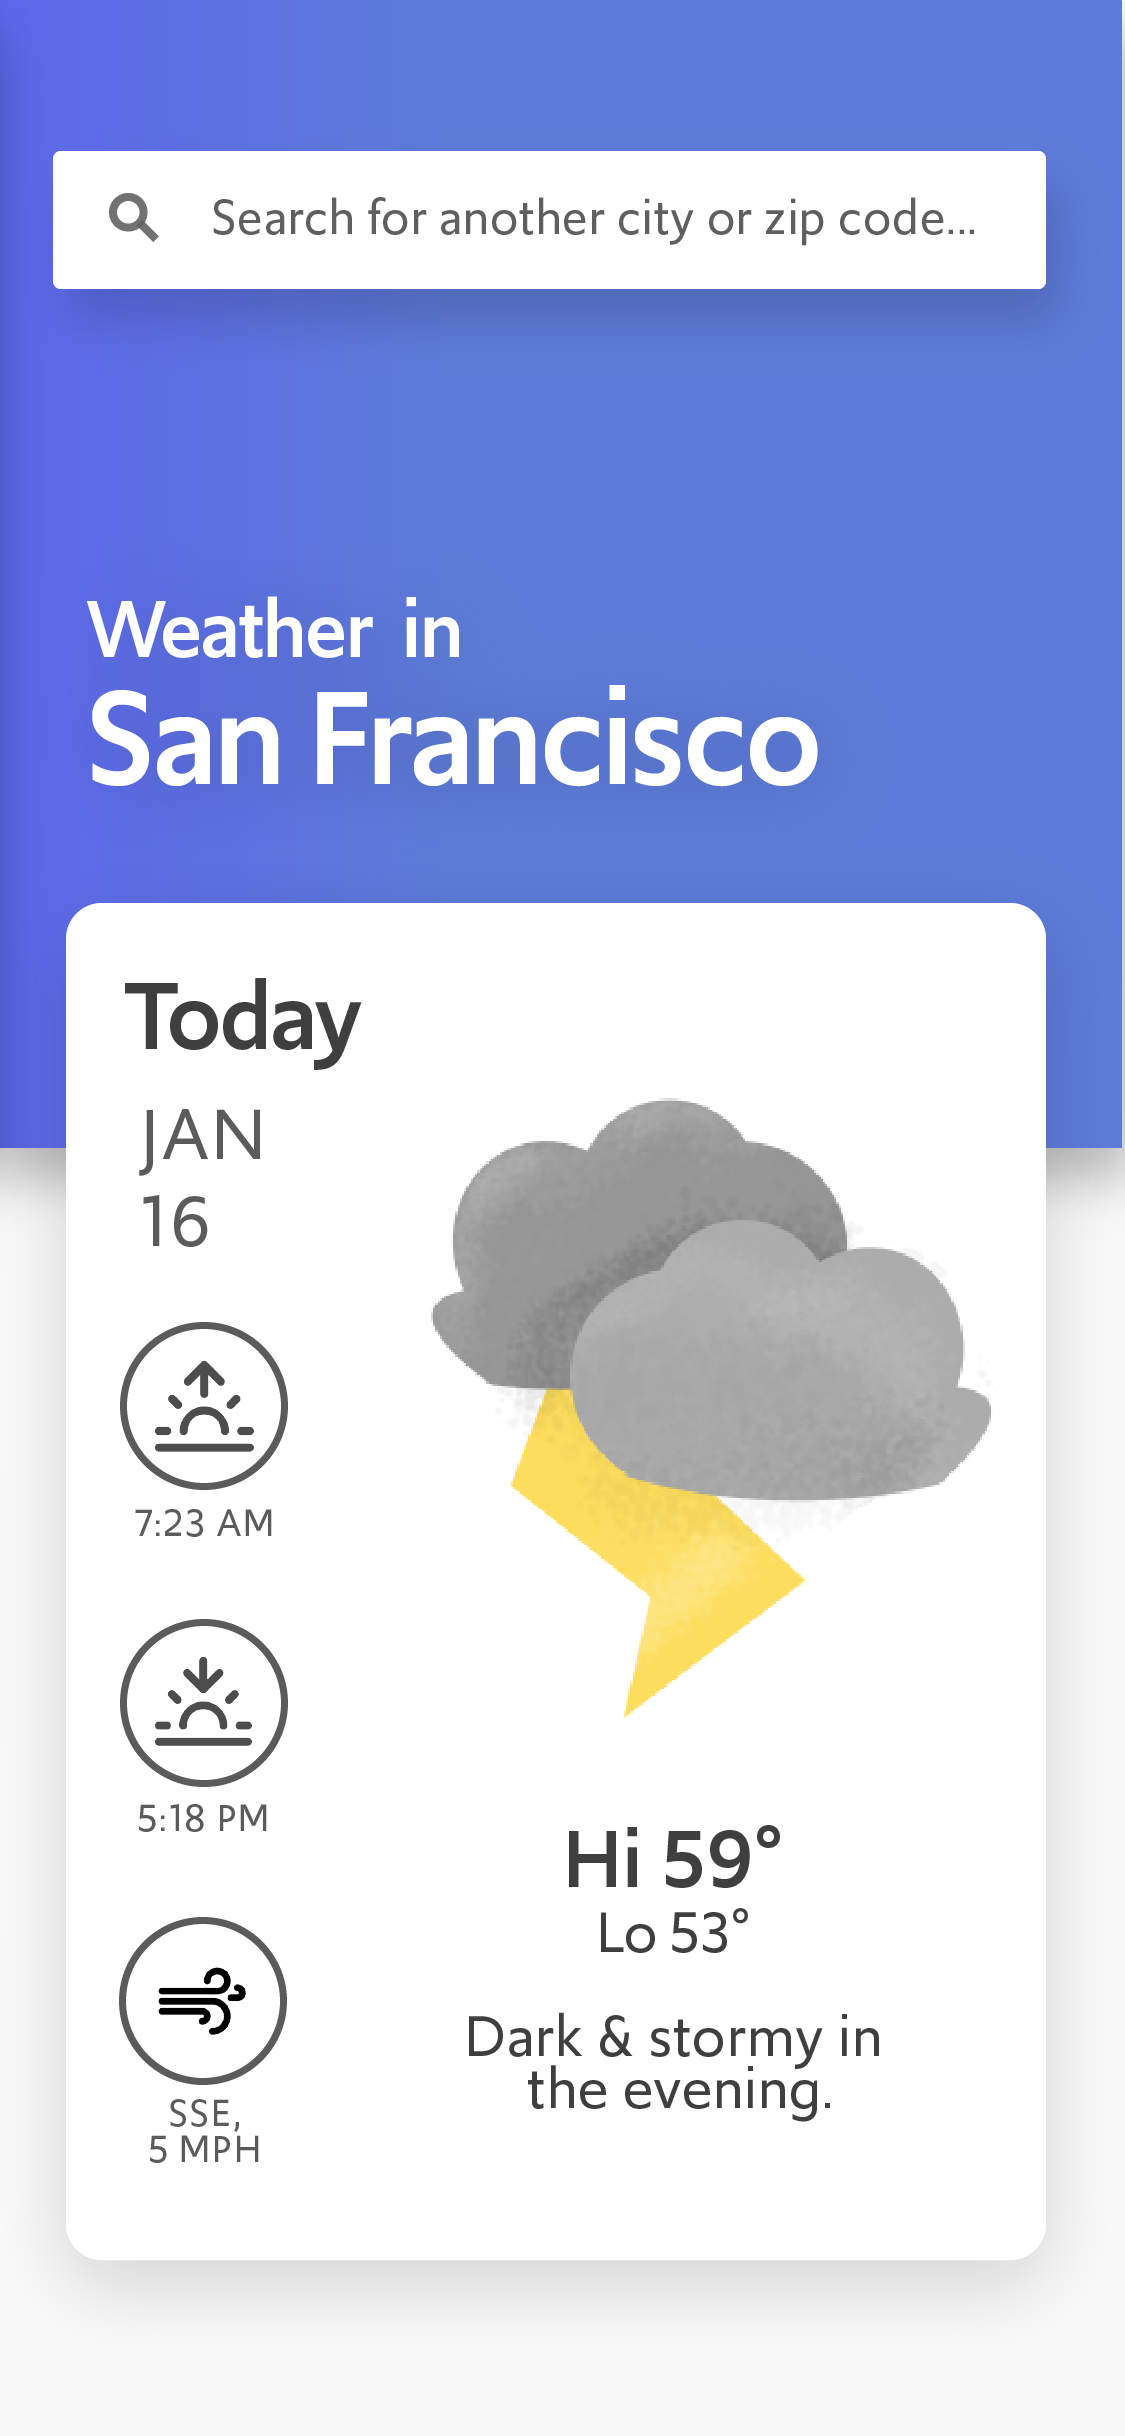 Search for another city or zip code...
Weather in
San Francisco
Today
JAN
16
7:23 AM
5:18 PM
SSE,
5 MPH
Hi 59°
Lo 53°
Dark & stormy in
the evening.